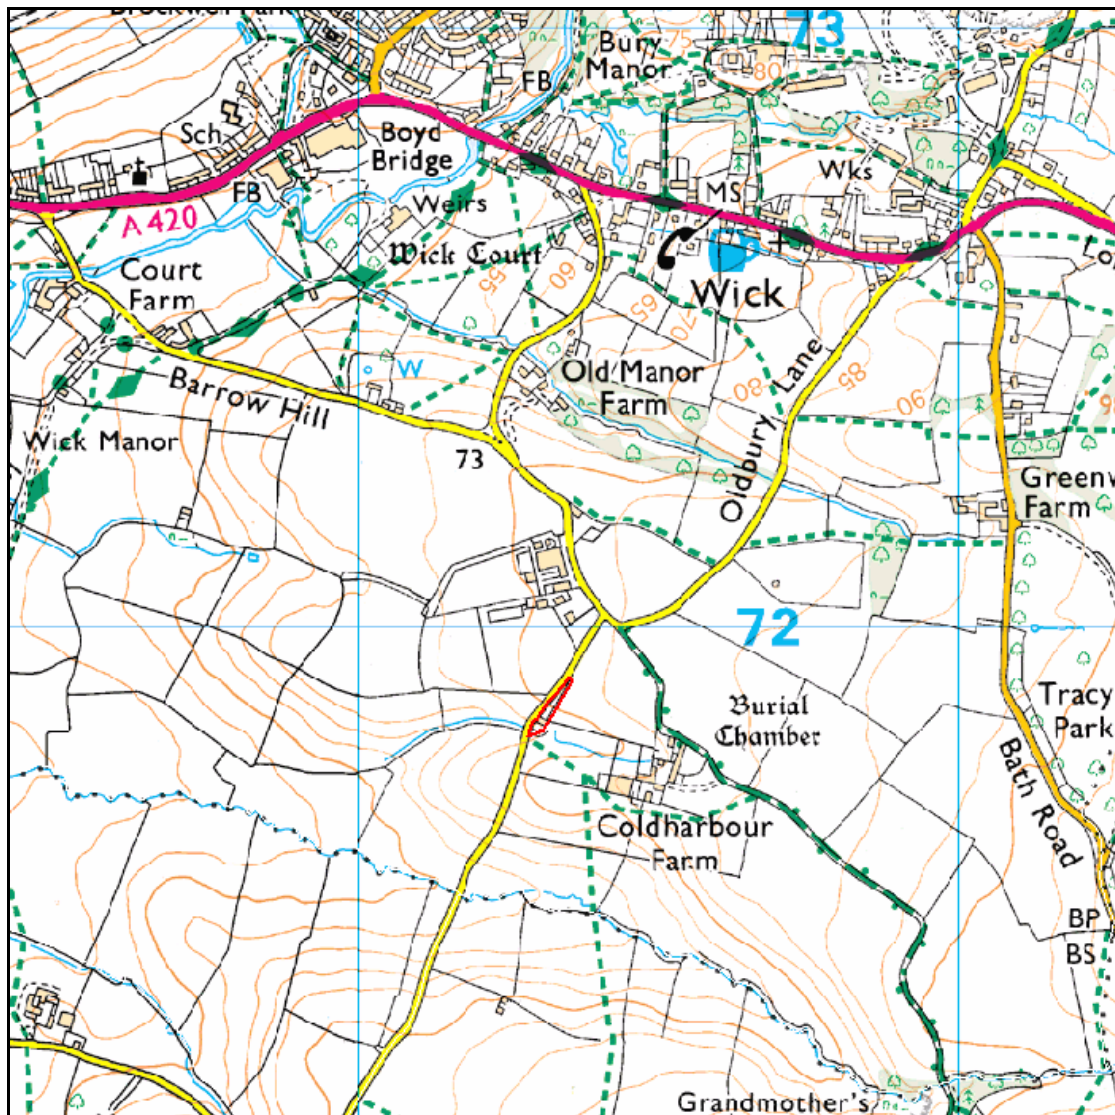 73
Bury
Manor
80
75
FB
Sch
Boyd
Bridge
Wks
MS
FB
Weirs
A 420
Wick Court
Court
Farm
55
60
65
70
Wick
Old Manor
Farm
80
85
90
W
Barrow Hill
Oldbury Lane
Wick Manor
73
Farm
72
Burial
Chamber
Tracy
Park
Bath Road
Coldharbour
Farm
BP
BS
Grandmother's